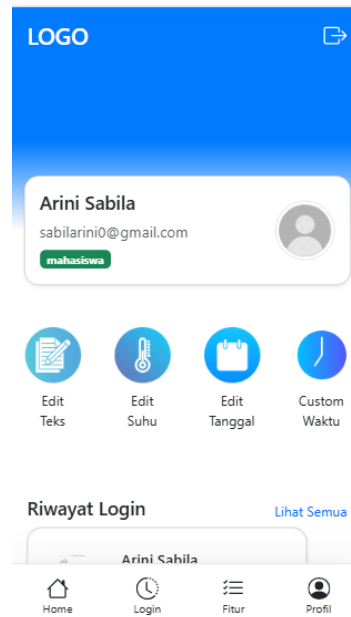 LOGO
Arini Sabila
sabilarini0@gmail.com
mahasiswa
Edit
Teks
Edit
Suhu
Edit
Tanggal
Custom
Waktu
Riwayat Login
Lihat Semua
Arini Sabila
Home
Login
Fitur
Profil